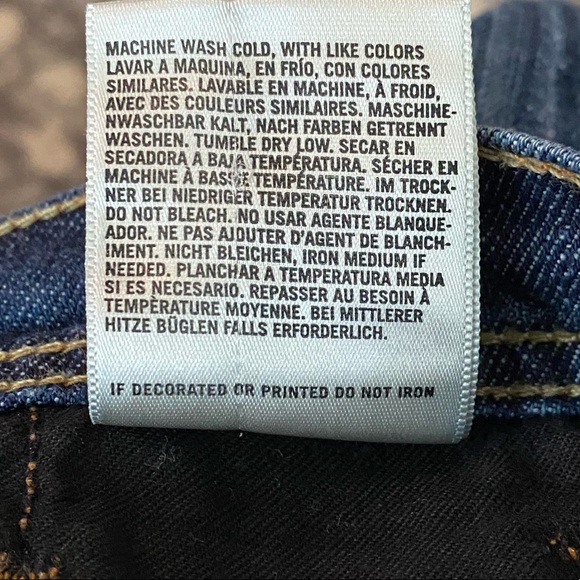 MACHINE WASH COLD, WITH LIKE COLORS
LAVAR A MAQUINA, EN FRÍO, CON COLORES
SIMILARES. LAVABLE EN MACHINE, À FROID,
AVEC DES COULEURS SIMILAIRES. MASCHINE-
NWASCHBAR KALT, NACH FARBEN GETRENNT
WASCHEN. TUMBLE DRY LOW. SECAR EN
SECADORA A BAJA TEMPÉRATURA. SÉCHER EN
MACHINE À BASSE TEMPÉRATURE. IM TROCK-
NER BEI NIEDRIGER TEMPERATUR TROCKNEN.
DO NOT BLEACH. NO USAR AGENTE BLANQUE-
ADOR. NE PAS AJOUTER D'AGENT DE BLANCH-
IMENT. NICHT BLEICHEN, IRON MEDIUM IF
NEEDED. PLANCHAR A TEMPERATURA MEDIA
SI ES NECESARIO. REPASSER AU BESOIN À
TEMPÈRATURE MOYENNE. BEI MITTLERER
HITZE BÜGLEN FALLS ERFORDERLICH.
IF DECORATED OR PRINTED DO NOT IRON